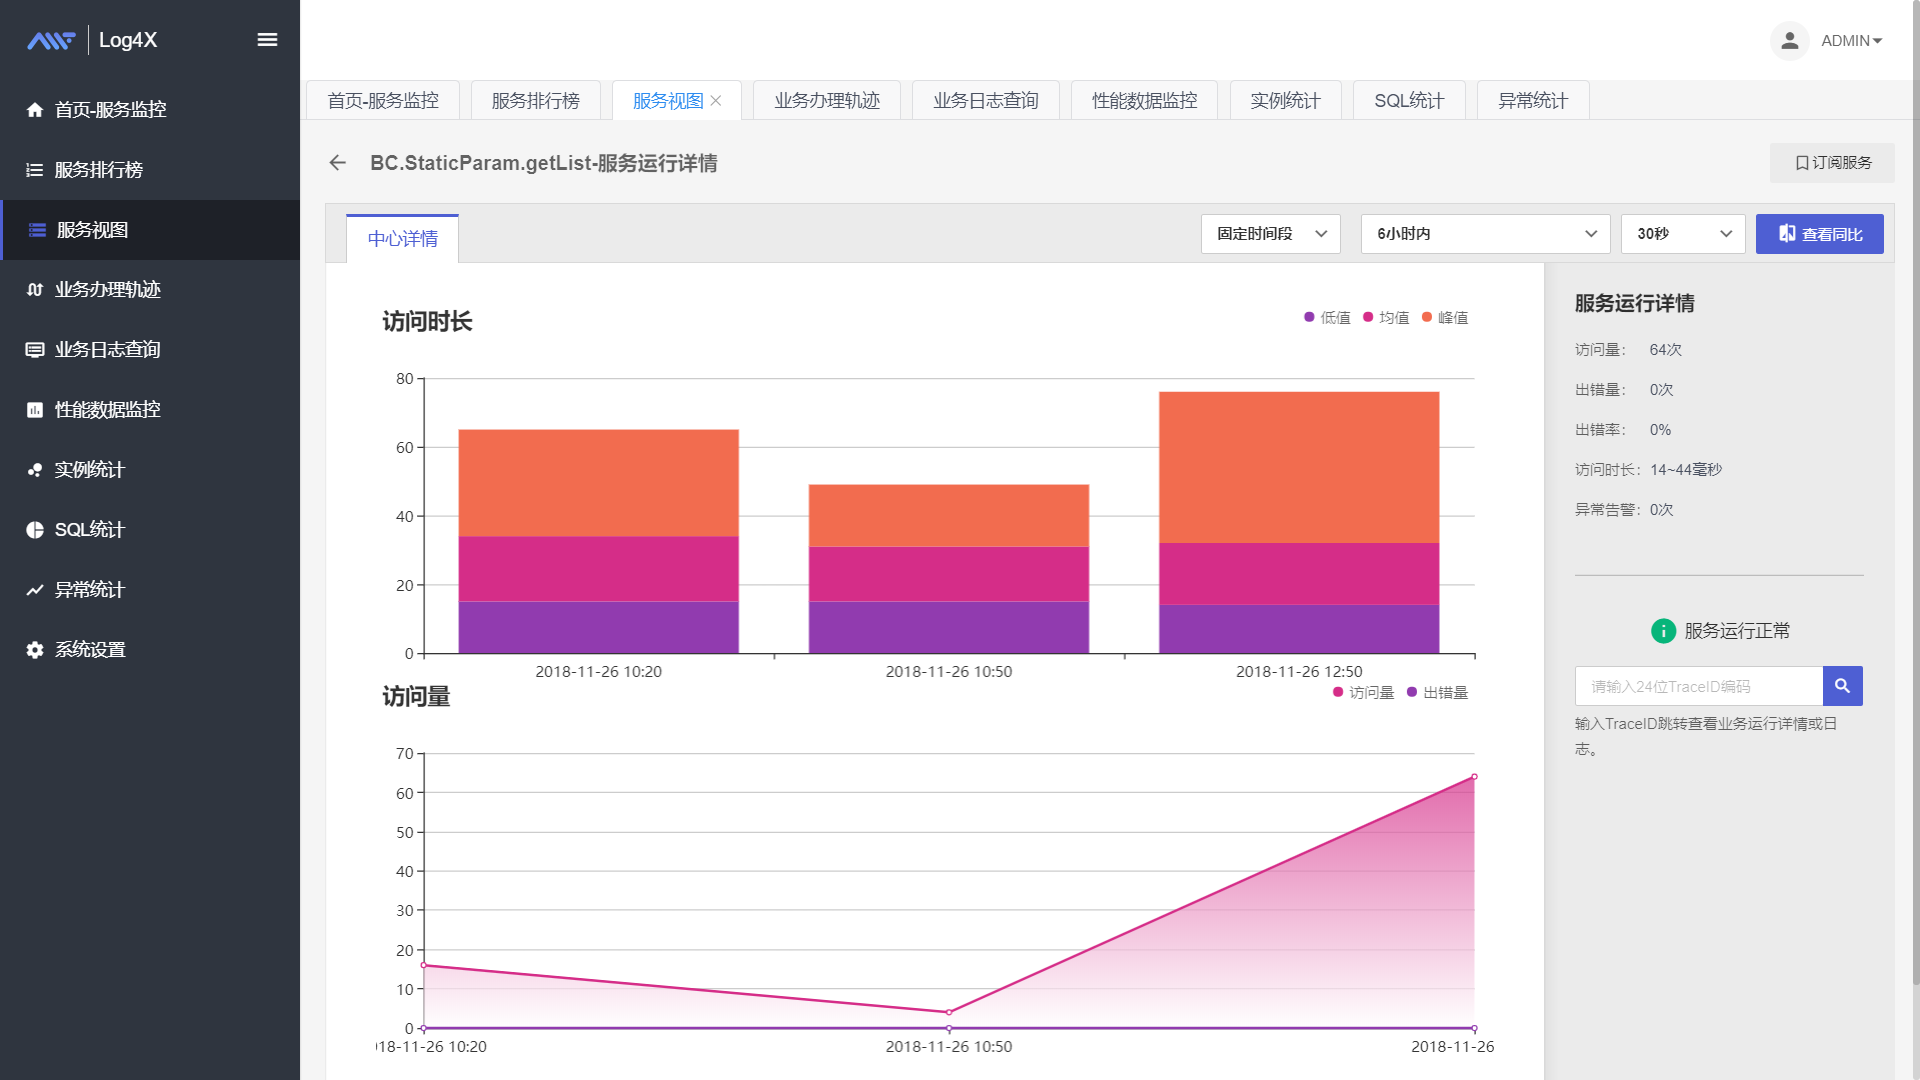 Log4X
ADMIN
首页-服务监控
服务排行榜
服务视图
业务办理轨迹
业务日志查询
性能数据监控
实例统计
SQL统计
异常统计
系统设置
首页-服务监控
服务排行榜
服务视图
业务办理轨迹
业务日志查询
性能数据监控
实例统计
SQL统计
异常统计
BC.StaticParam.getList-服务运行详情
订阅服务
中心详情
固定时间段
6小时内
30秒
查看同比
访问时长
低值 均值 峰值
80
60
40
20
0
2018-11-26 10:20
2018-11-26 10:50
2018-11-26 12:50
访问量
访问量 出错量
70
60
50
40
30
20
10
0
18-11-26 10:20
2018-11-26 10:50
2018-11-26
服务运行详情
访问量： 64次
出错量： 0次
出错率： 0%
访问时长： 14~44毫秒
异常告警： 0次
服务运行正常
请输入24位TraceID编码
输入TraceID跳转查看业务运行详情或日
志。